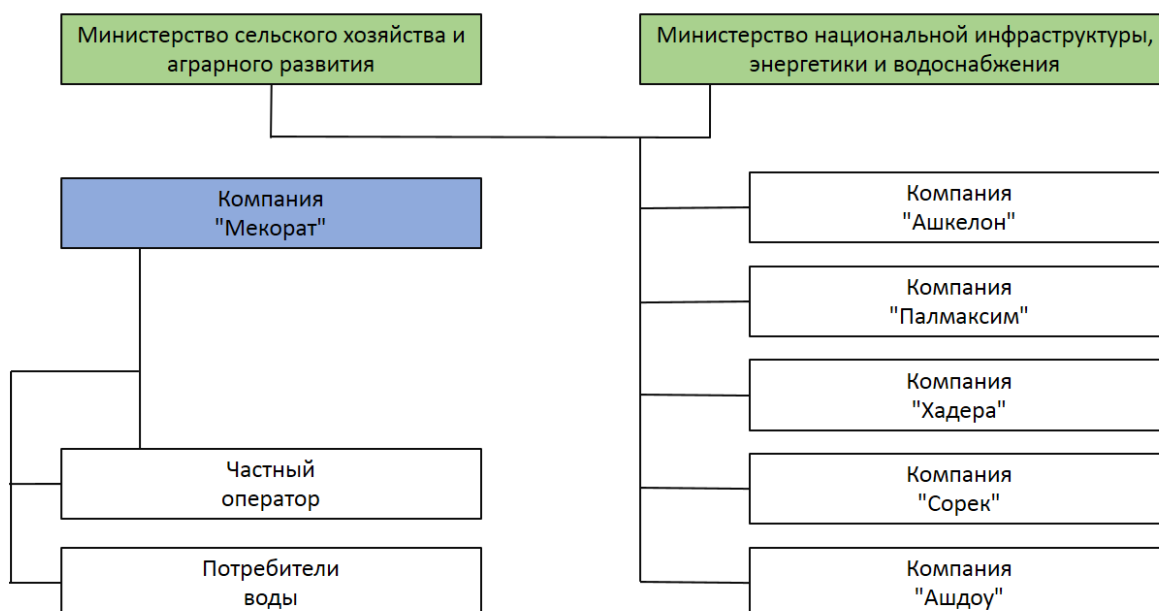 Министерство сельского хозяйства и
аграрного развития
Министерство национальной инфраструктуры,
энергетики и водоснабжения
Компания
"Мекорат"
Компания
"Ашкелон"
Компания
"Палмаксим"
Компания
"Хадера"
Частный
оператор
Компания
"Сорек"
Потребители
воды
Компания
"Ашдоу"